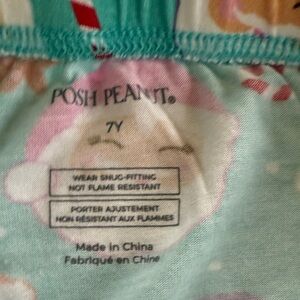 POSH PEANUT®
7Y
WEAR SNUG-FITTING
NOT FLAME RESISTANT
PORTER AJUSTEMENT
NON RÉSISTANT AUX FLAMMES
Made in China
Fabriqué en Chine